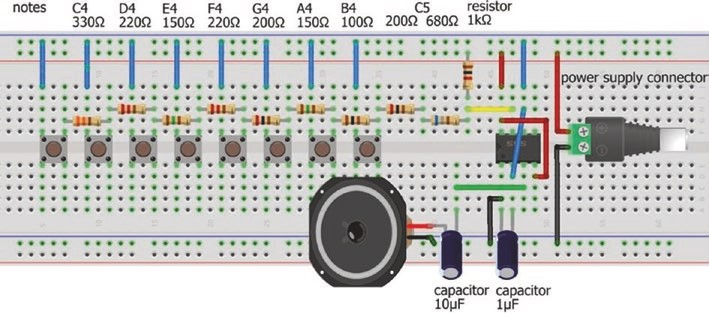 notes C4 D4 E4 F4 G4 A4 B4 C5 resistor
330Ω 220Ω 150Ω 220Ω 200Ω 150Ω 100Ω 200Ω 680Ω 1kΩ
power supply connector
555
capacitor capacitor
10µF 1µF